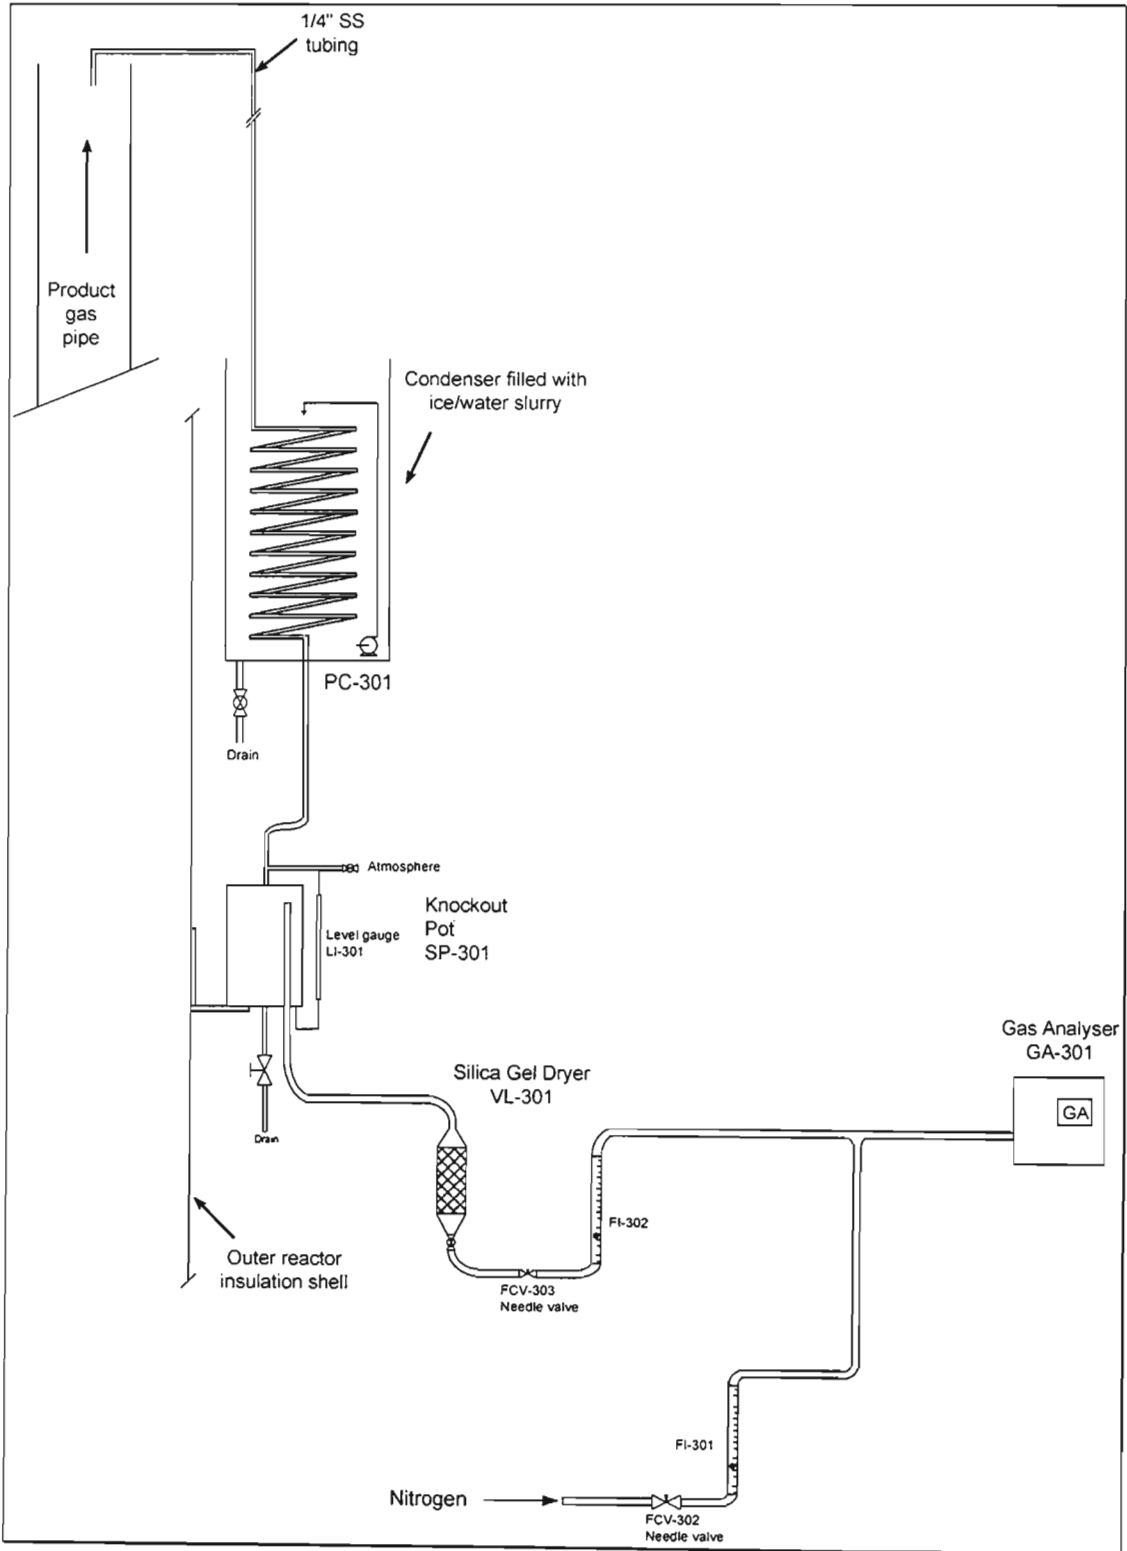 1/4" SS
tubing
Product
gas
pipe
Condenser filled with
ice/water slurry
PC-301
Drain
Atmosphere
Knockout
Pot
SP-301
Level gauge
LI-301
Gas Analyser
GA-301
GA
Silica Gel Dryer
VL-301
Drain
FI-302
Outer reactor
insulation shell
FCV-303
Needle valve
FI-301
Nitrogen
FCV-302
Needle valve